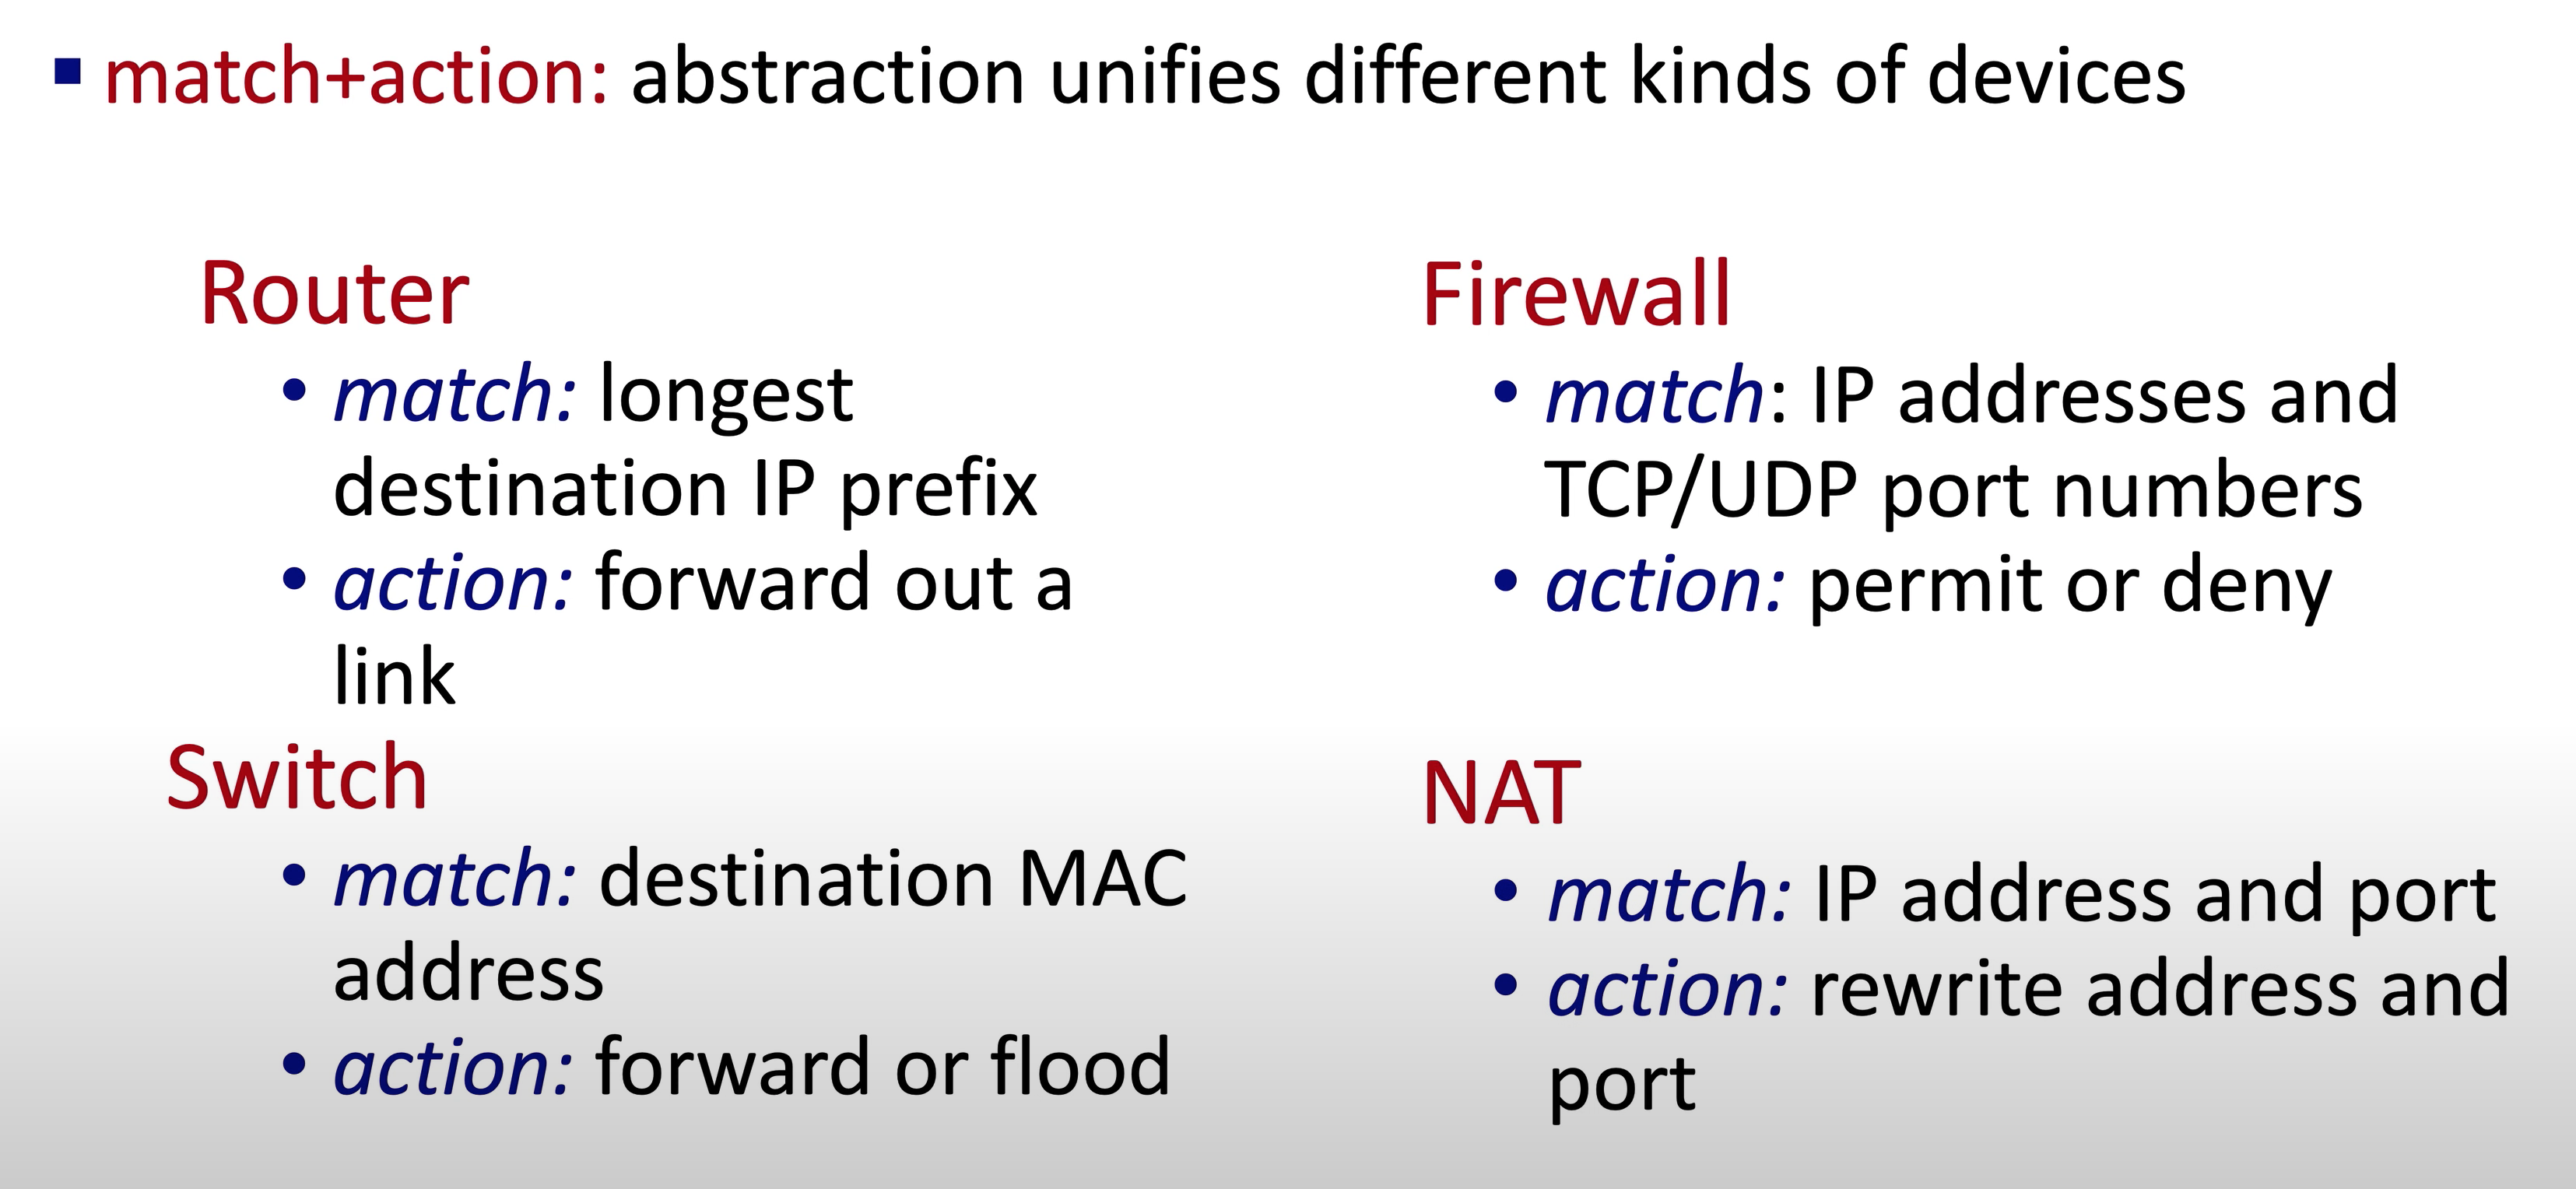 ▪ match+action: abstraction unifies different kinds of devices
Router
• match: longest
destination IP prefix
• action: forward out a
link
Switch
• match: destination MAC
address
• action: forward or flood
Firewall
• match: IP addresses and
TCP/UDP port numbers
• action: permit or deny
NAT
• match: IP address and port
• action: rewrite address and
port